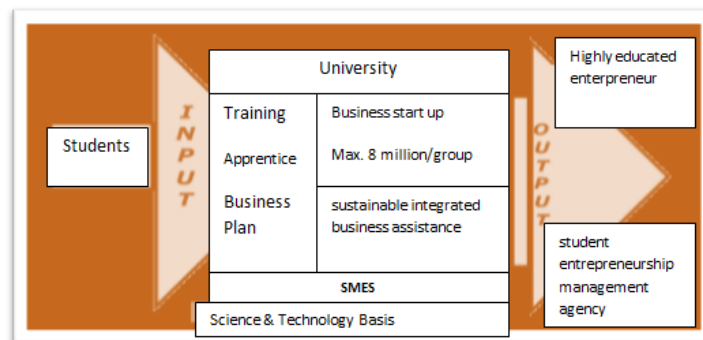 Students
INPUT
University
Training
Apprentice
Business
Plan
Business start up
Max. 8 million/group
sustainable integrated
business assistance
SMES
Science & Technology Basis
OUTPUT
Highly educated
enterpreneur
student
entrepreneurship
management
agency